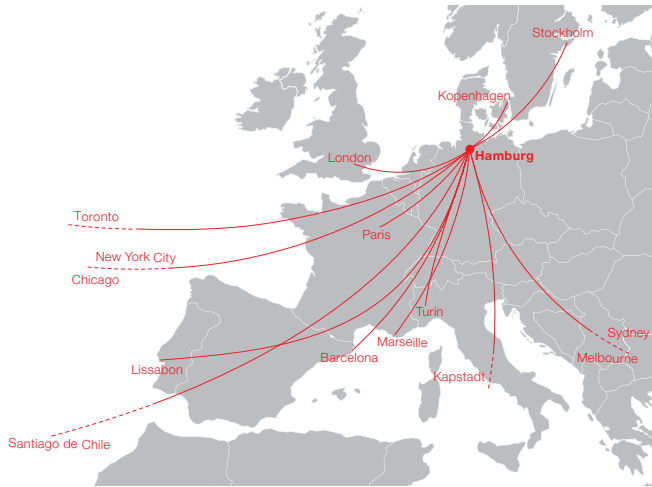 Stockholm
Kopenhagen
London
Hamburg
Toronto
Paris
New York City
Chicago
Turin
Sydney
Marseille
Barcelona
Melbourne
Lissabon
Kapstadt
Santiago de Chile